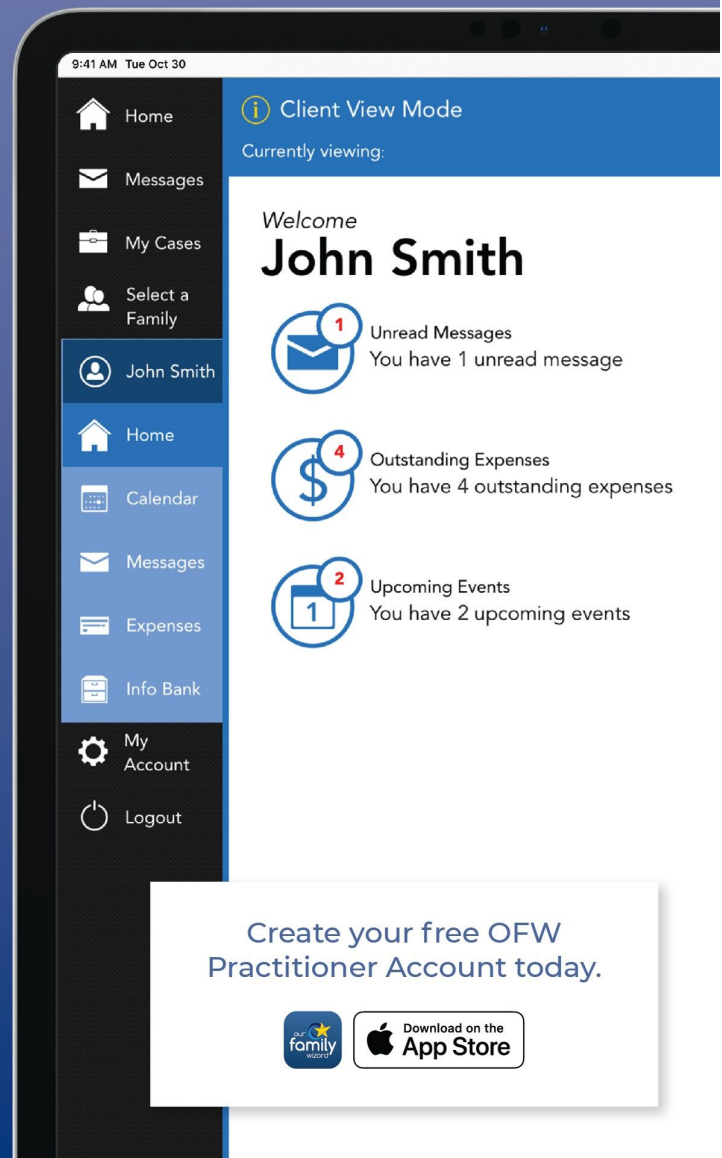 9:41 AM Tue Oct 30
Home
Messages
My Cases
Select a
Family
John Smith
Home
Calendar
Messages
Expenses
Info Bank
My
Account
Logout
i Client View Mode
Currently viewing:
Welcome
John Smith
1
Unread Messages
You have 1 unread message
4
$
Outstanding Expenses
You have 4 outstanding expenses
2
1
Upcoming Events
You have 2 upcoming events
Create your free OFW
Practitioner Account today.
our
family
wizard
Download on the
App Store